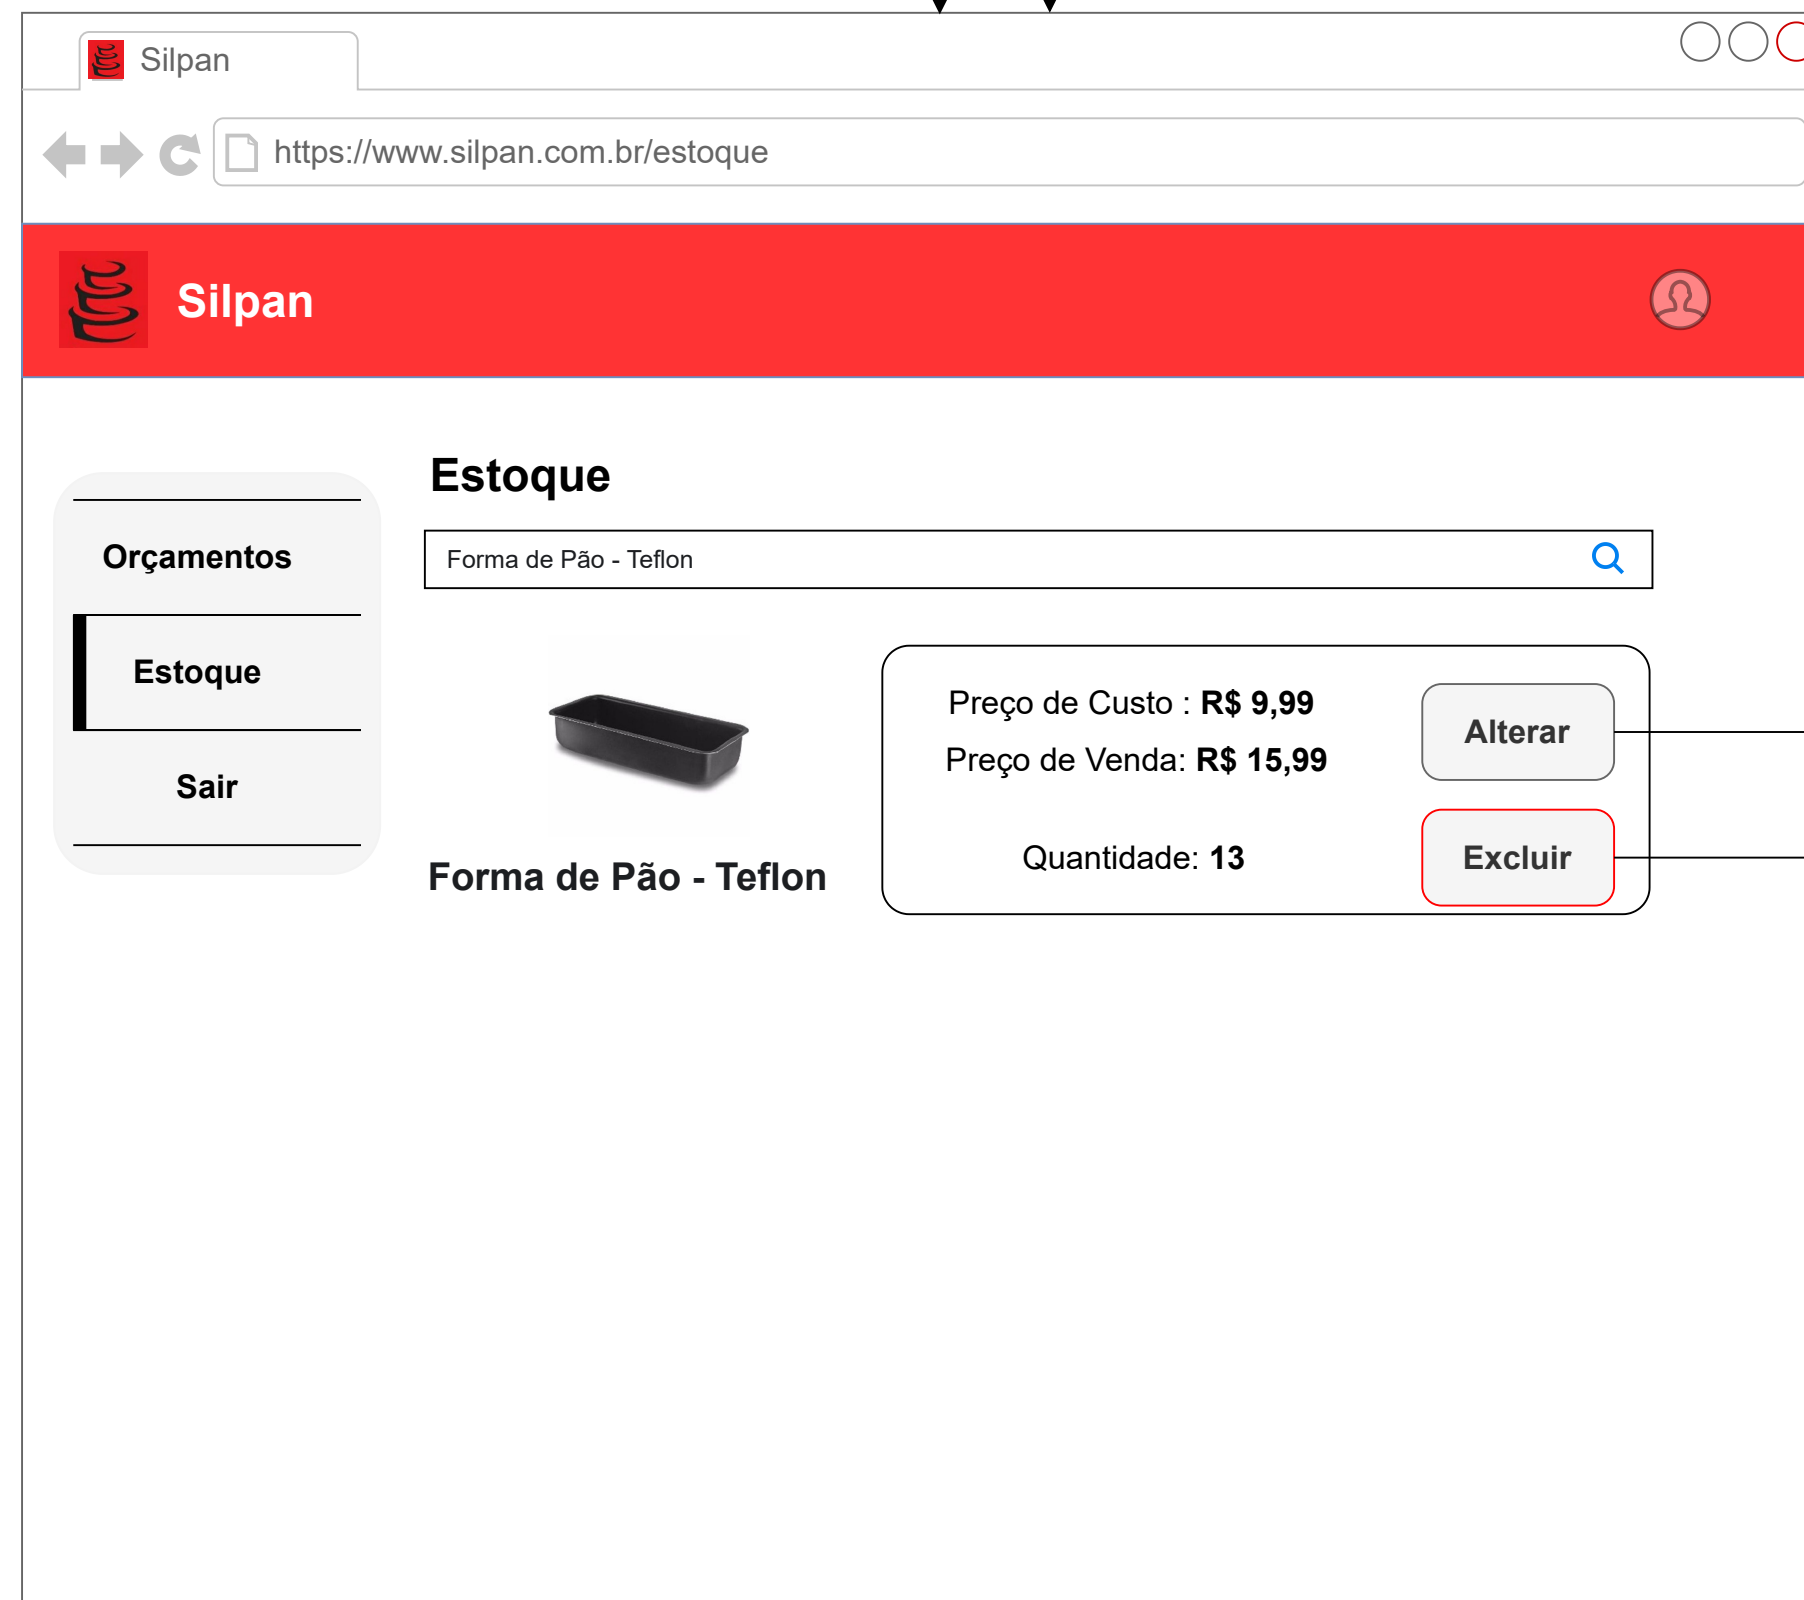 Silpan
https://www.silpan.com.br/estoque
Silpan
Orçamentos
Estoque
Sair
Estoque
Forma de Pão - Teflon
Forma de Pão - Teflon
Preço de Custo : R$ 9,99
Preço de Venda: R$ 15,99
Quantidade: 13
Alterar
Excluir